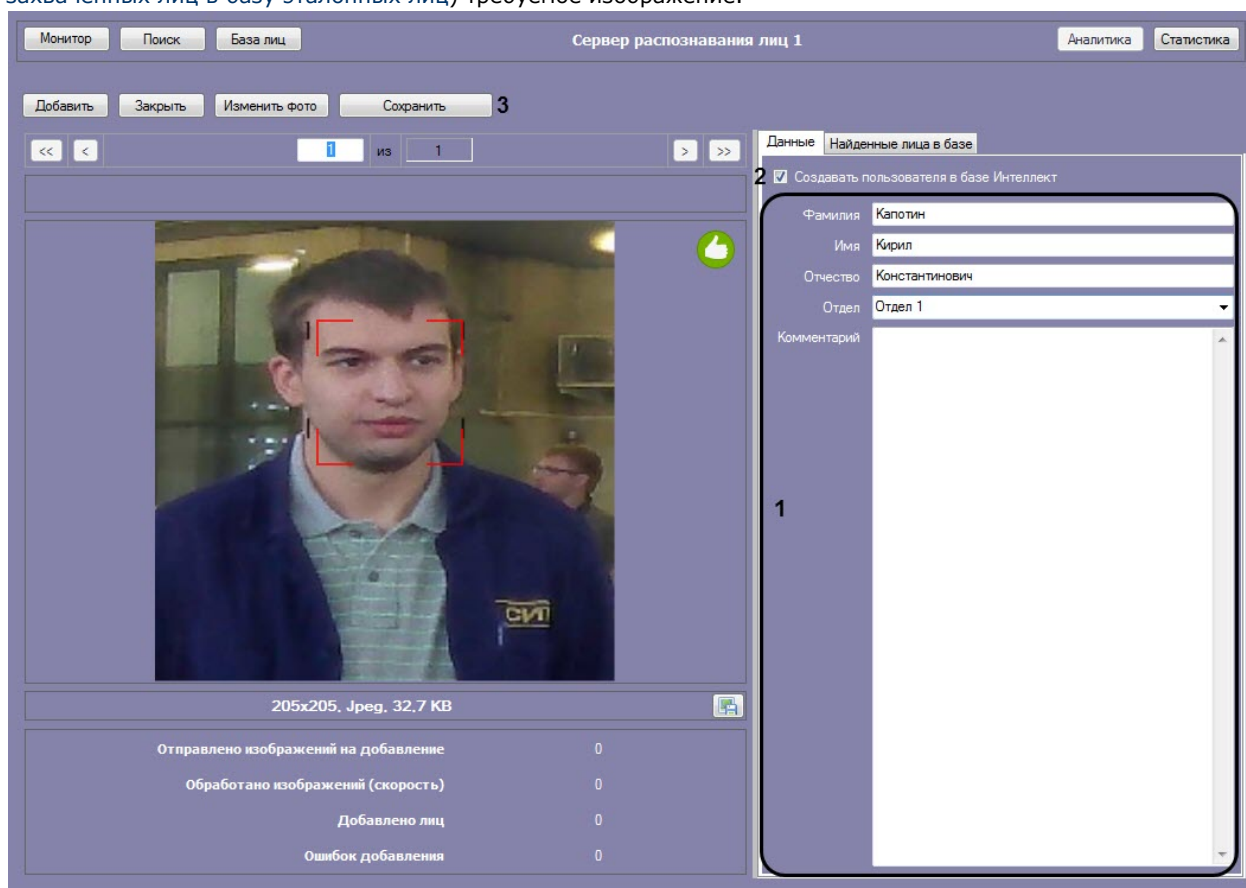 захваченных лиц в базу эталонных лиц) требуемое изображение.
Монитор Поиск База лиц Сервер распознавания лиц 1 Аналитика Статистика
Добавить Закрыть Изменить фото Сохранить 3
<< < 1 из 1 > >>
Данные Найденные лица в базе
2 Создавать пользователя в базе Интеллект
Фамилия Капотин
Имя Кирил
Отчество Константинович
Отдел Отдел 1
Комментарий
1
СИП
205x205, Jpeg, 32,7 KB
Отправлено изображений на добавление 0
Обработано изображений (скорость) 0
Добавлено лиц 0
Ошибок добавления 0